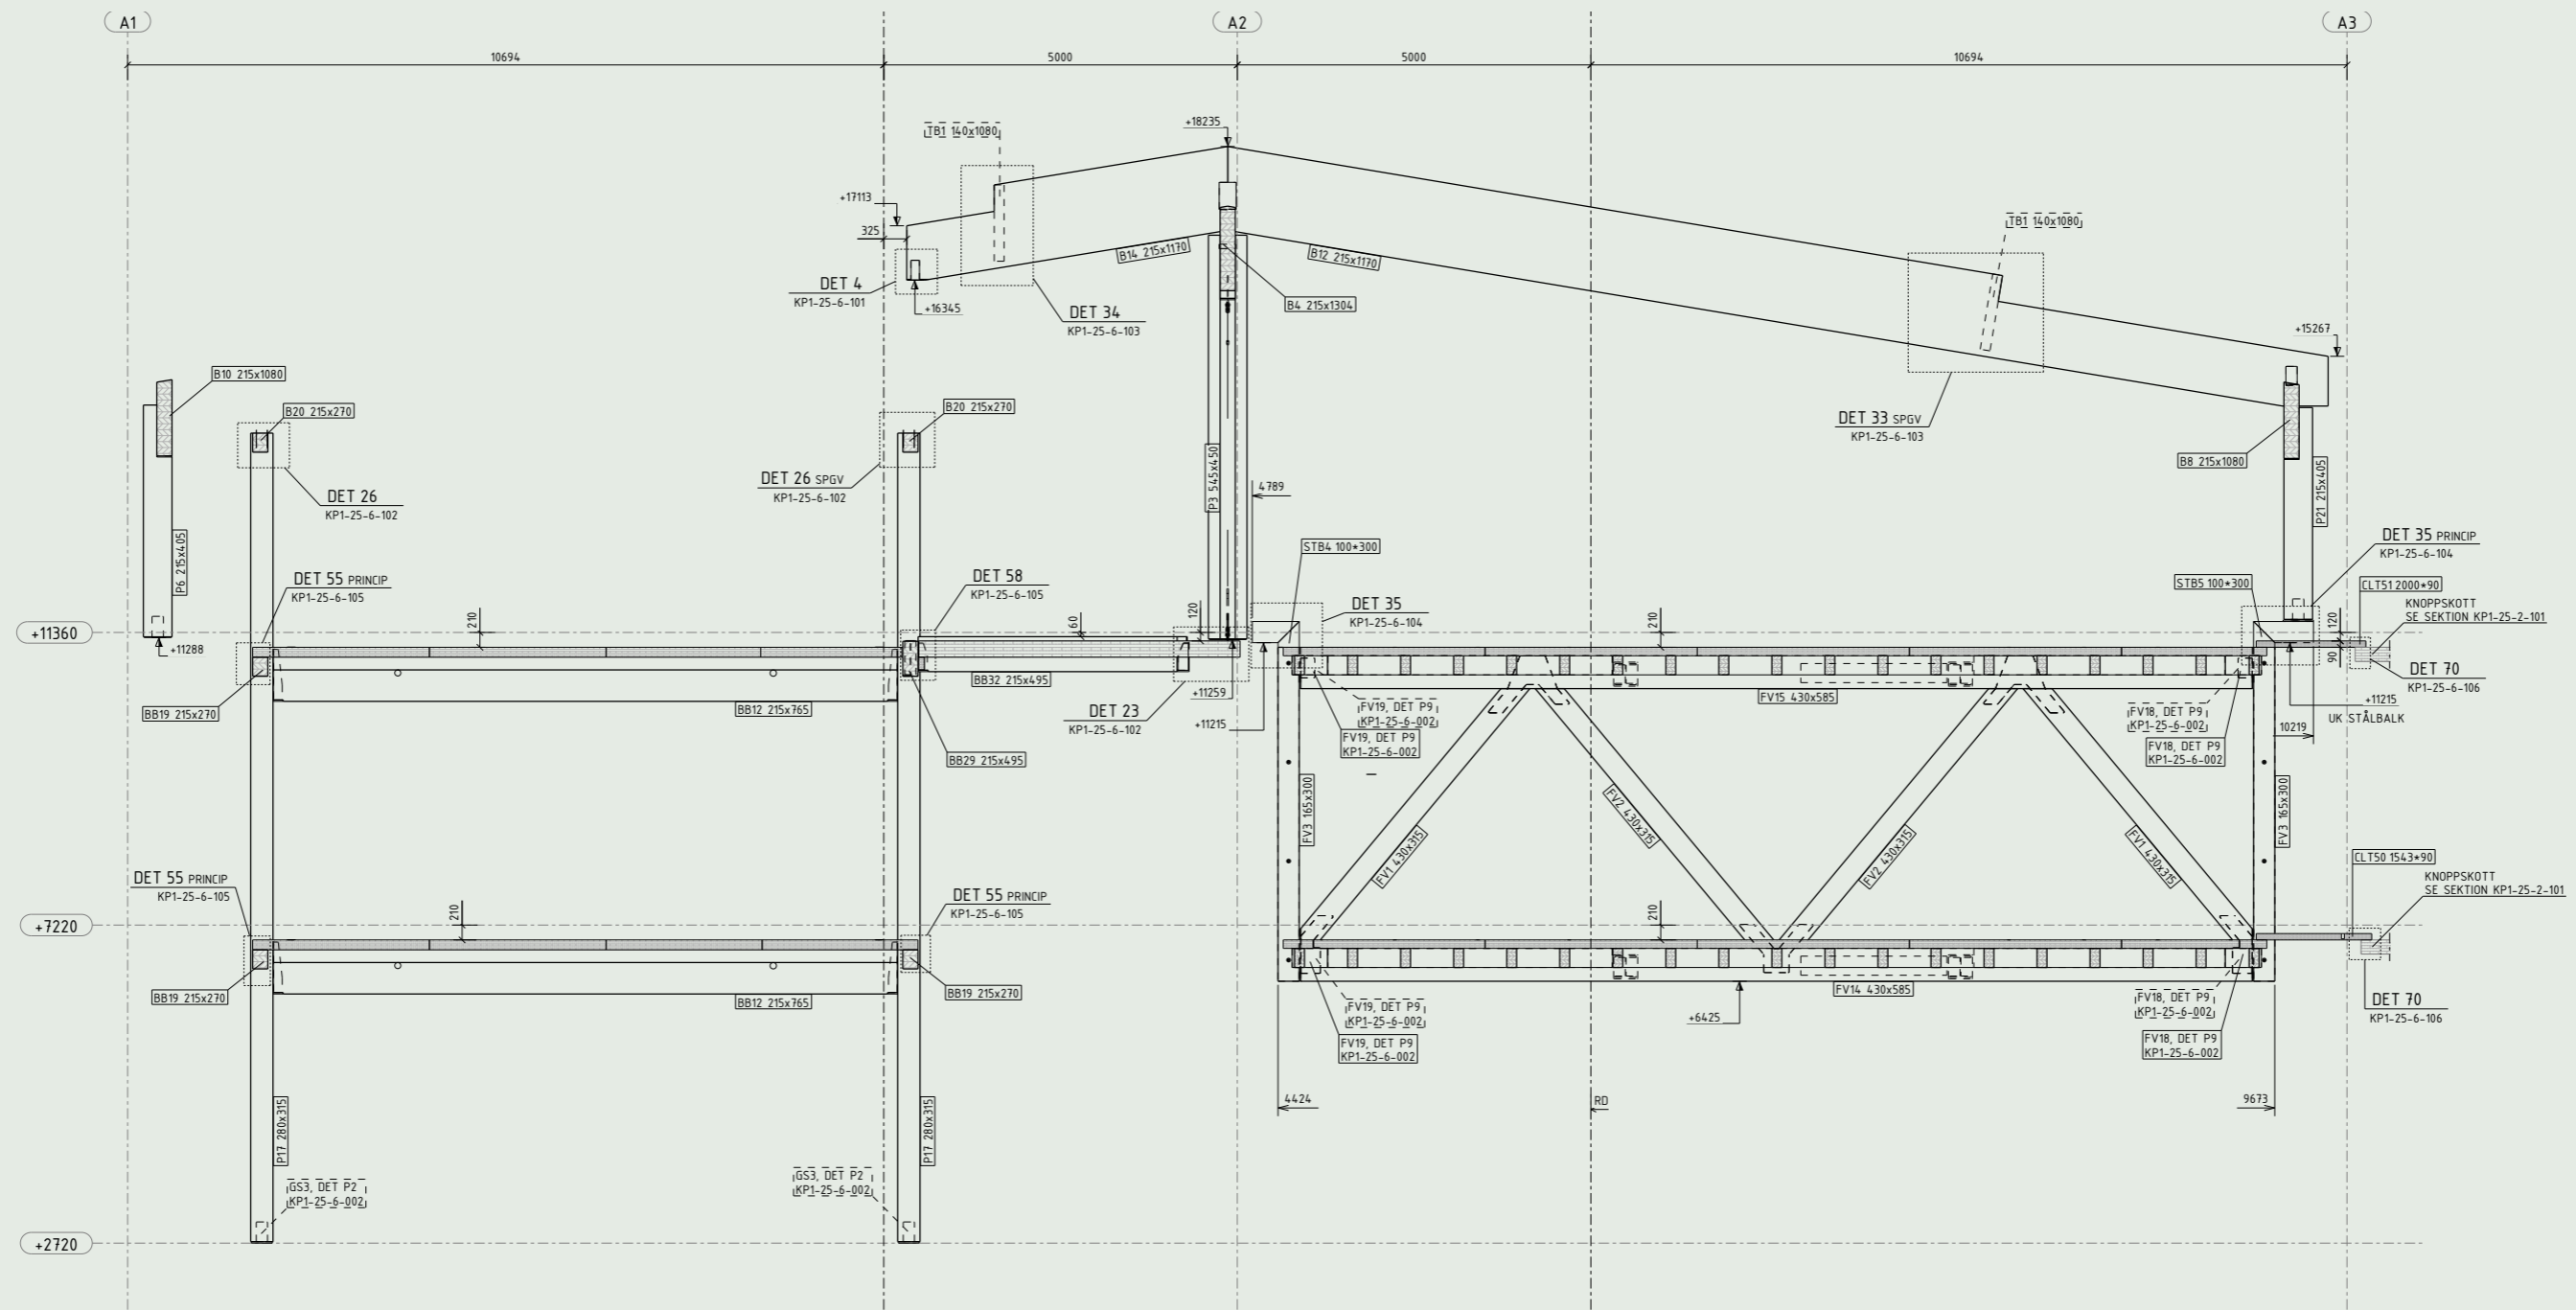 A1
A2
A3
10694
5000
5000
10694
TB1 140x1080
+18235
+17113
325
DET 4
KP1-25-6-101
+16345
DET 34
KP1-25-6-103
B14 215x1170
B12 215x1170
B4 215x1304
TB1 140x1080
+15267
DET 33 SPGV
KP1-25-6-103
B10 215x1080
B20 215x270
B20 215x270
DET 26
KP1-25-6-102
DET 26 SPGV
KP1-25-6-102
P3 545x450
4789
B8 215x1080
P21 215x405
P6 215x405
STB4 100*300
DET 35 PRINCIP
KP1-25-6-104
DET 55 PRINCIP
KP1-25-6-105
DET 58
KP1-25-6-105
DET 35
KP1-25-6-104
STB5 100*300
CLT51 2000*90
KNOPPSKOTT
SE SEKTION KP1-25-2-101
+11360
+11288
210
60
120
210
120
90
DET 70
KP1-25-6-106
BB19 215x270
BB12 215x765
BB32 215x495
+11259
DET 23
KP1-25-6-102
+11215
FV19, DET P9
KP1-25-6-002
FV19, DET P9
KP1-25-6-002
FV15 430x585
FV18, DET P9
KP1-25-6-002
FV18, DET P9
KP1-25-6-002
+11215
UK STÅLBALK
10219
BB29 215x495
FV3 165x300
FV1 430x315
FV2 430x315
FV2 430x315
FV1 430x315
FV3 165x300
CLT50 1543*90
KNOPPSKOTT
SE SEKTION KP1-25-2-101
DET 55 PRINCIP
KP1-25-6-105
DET 55 PRINCIP
KP1-25-6-105
+7220
210
210
BB19 215x270
BB12 215x765
BB19 215x270
FV14 430x585
+6425
FV19, DET P9
KP1-25-6-002
FV19, DET P9
KP1-25-6-002
FV18, DET P9
KP1-25-6-002
FV18, DET P9
KP1-25-6-002
DET 70
KP1-25-6-106
4424
RD
9673
P17 280x315
P17 280x315
GS3, DET P2
KP1-25-6-002
GS3, DET P2
KP1-25-6-002
+2720